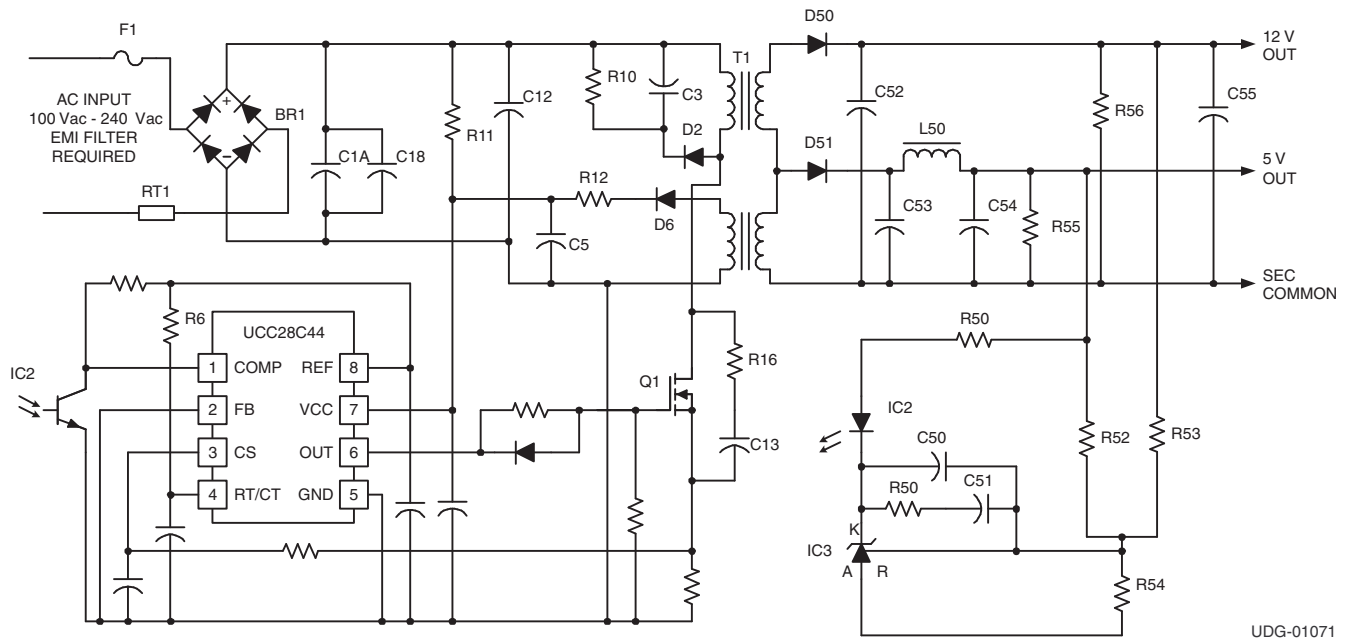 F1
D50
12 V
OUT
T1
R10
C3
C52
R56
C55
AC INPUT
100 Vac - 240 Vac
EMI FILTER
REQUIRED
+
BR1
−
C12
R11
D2
D51
L50
5 V
OUT
C1A
C18
RT1
R12
D6
C53
C54
R55
C5
SEC
COMMON
R6
UCC28C44
R50
IC2
1
COMP
REF
8
R16
Q1
2
FB
VCC
7
IC2
3
CS
OUT
6
C13
C50
R52
R53
4
RT/CT
GND
5
R50
C51
K
IC3
A
R
R54
UDG-01071